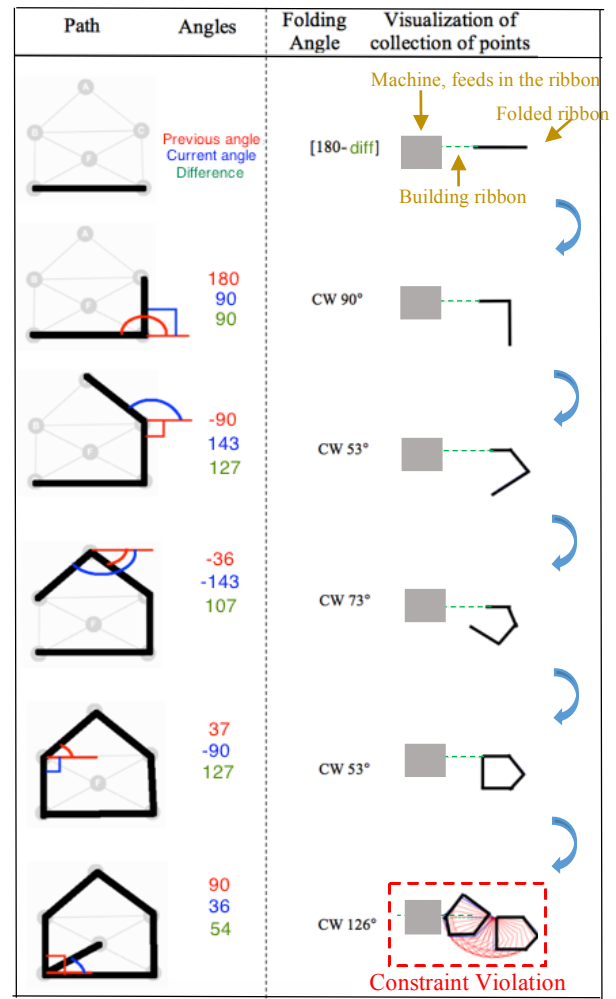 Path
Angles
Folding
Angle
Visualization of
collection of points
A
B
C
F
Previous angle
Current angle
Difference
[180- diff]
Machine, feeds in the ribbon
Folded ribbon
Building ribbon
A
B
F
180
90
90
CW 90°
B
F
-90
143
127
CW 53°
F
-36
-143
107
CW 73°
F
37
-90
127
CW 53°
90
36
54
CW 126°
Constraint Violation